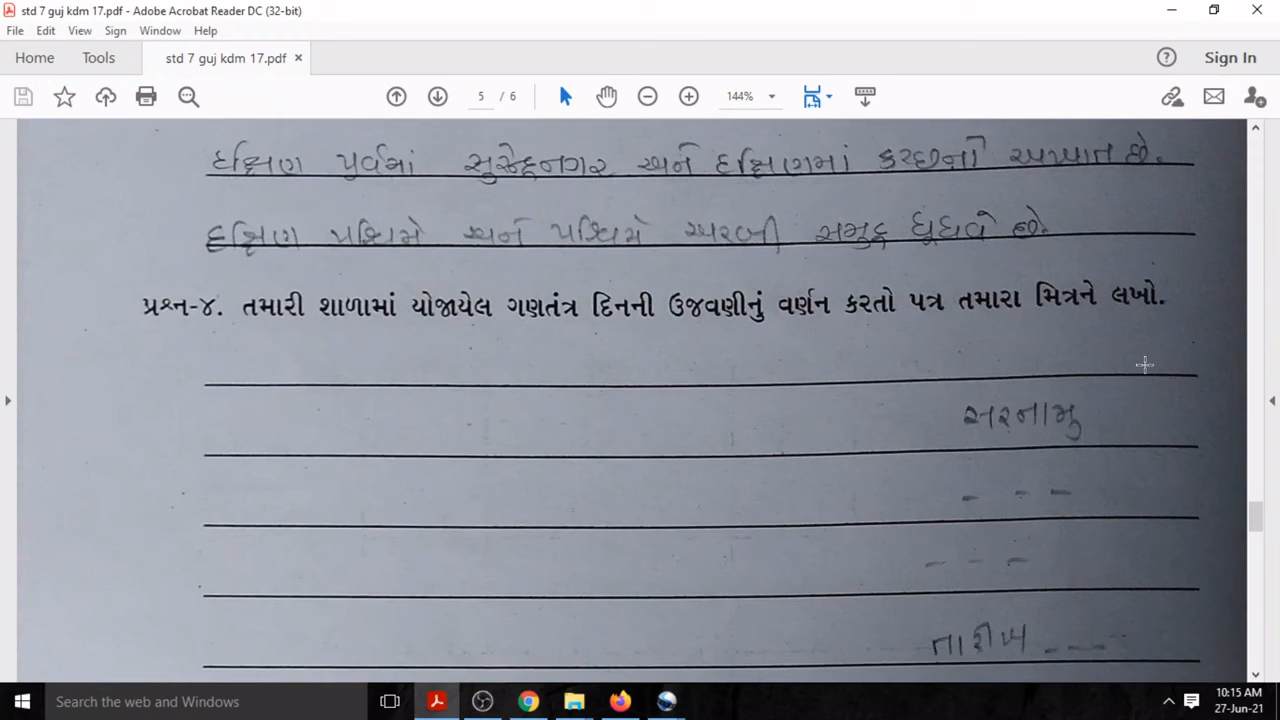 std 7 guj kdm 17.pdf - Adobe Acrobat Reader DC (32-bit)
File Edit View Sign Window Help
Home Tools std 7 guj kdm 17.pdf × Sign In
5 / 6 144%
દક્ષિણ પુર્વમાં સુરેન્દ્રનગર અને દક્ષિણમાં કચ્છનો અખાત છે.
દક્ષિણ પશ્ચિમે અને પશ્ચિમે અરબી સમુદ્ર ઘૂઘવે છે.
પ્રશ્ન-૪. તમારી શાળામાં યોજાયેલ ગણતંત્ર દિનની ઉજવણીનું વર્ણન કરતો પત્ર તમારા મિત્રને લખો.
સરનામુ
- - -
- - -
તારીખ - - -
Search the web and Windows
10:15 AM
27-Jun-21